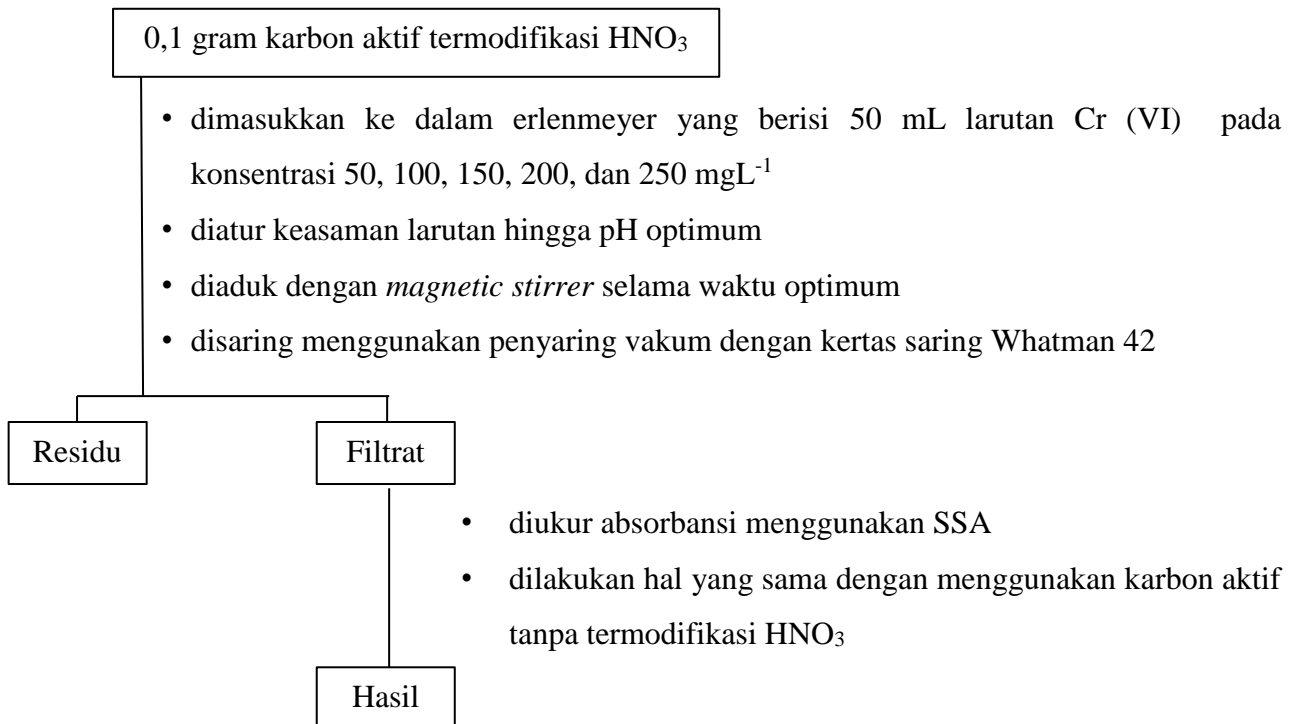 0,1 gram karbon aktif termodifikasi HNO₃
• dimasukkan ke dalam erlenmeyer yang berisi 50 mL larutan Cr (VI) pada
konsentrasi 50, 100, 150, 200, dan 250 mgL⁻¹
• diatur keasaman larutan hingga pH optimum
• diaduk dengan magnetic stirrer selama waktu optimum
• disaring menggunakan penyaring vakum dengan kertas saring Whatman 42
Residu
Filtrat
• diukur absorbansi menggunakan SSA
• dilakukan hal yang sama dengan menggunakan karbon aktif
tanpa termodifikasi HNO₃
Hasil